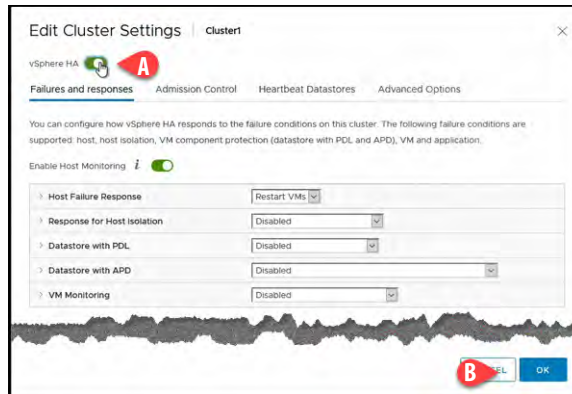 Edit Cluster Settings Cluster1
vSphere HA A
Failures and responses Admission Control Heartbeat Datastores Advanced Options
You can configure how vSphere HA responds to the failure conditions on this cluster. The following failure conditions are
supported: host, host isolation, VM component protection (datastore with PDL and APD), VM and application.
Enable Host Monitoring i
Host Failure Response Restart VMs
Response for Host Isolation Disabled
Datastore with PDL Disabled
Datastore with APD Disabled
VM Monitoring Disabled
B EL OK